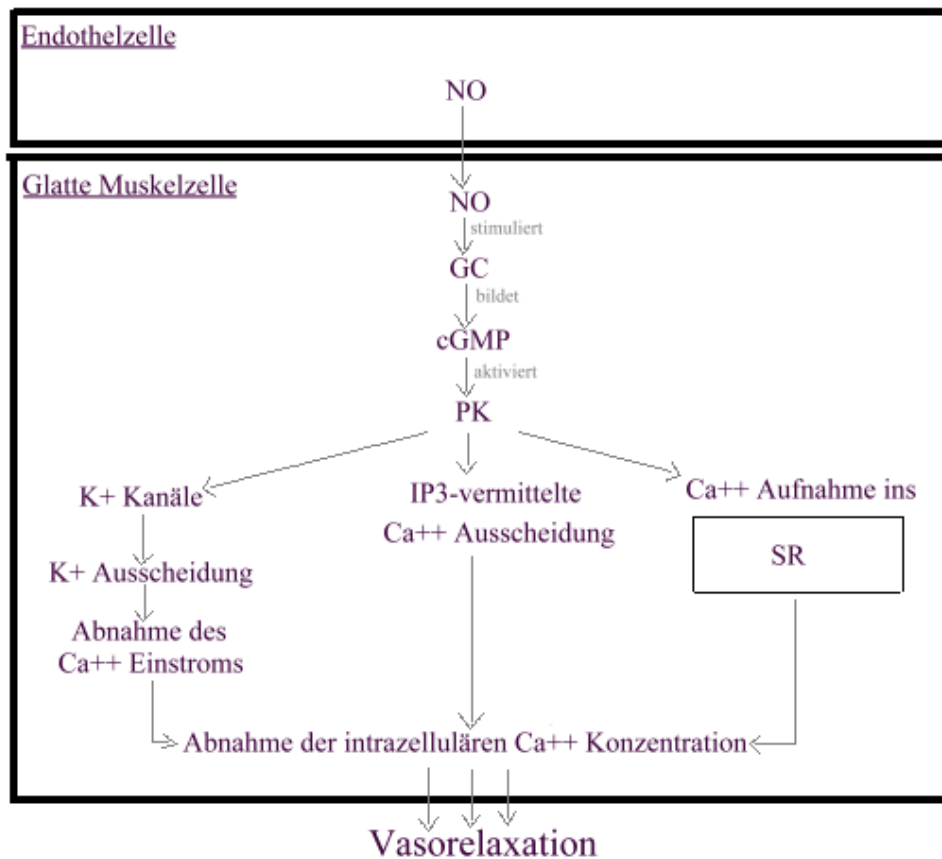 Endothelzelle
NO
Glatte Muskelzelle
NO
stimuliert
GC
bildet
cGMP
aktiviert
PK
K+ Kanäle
K+ Ausscheidung
Abnahme des
Ca++ Einstroms
IP3-vermittelte
Ca++ Ausscheidung
Ca++ Aufnahme ins
SR
Abnahme der intrazellulären Ca++ Konzentration
Vasorelaxation